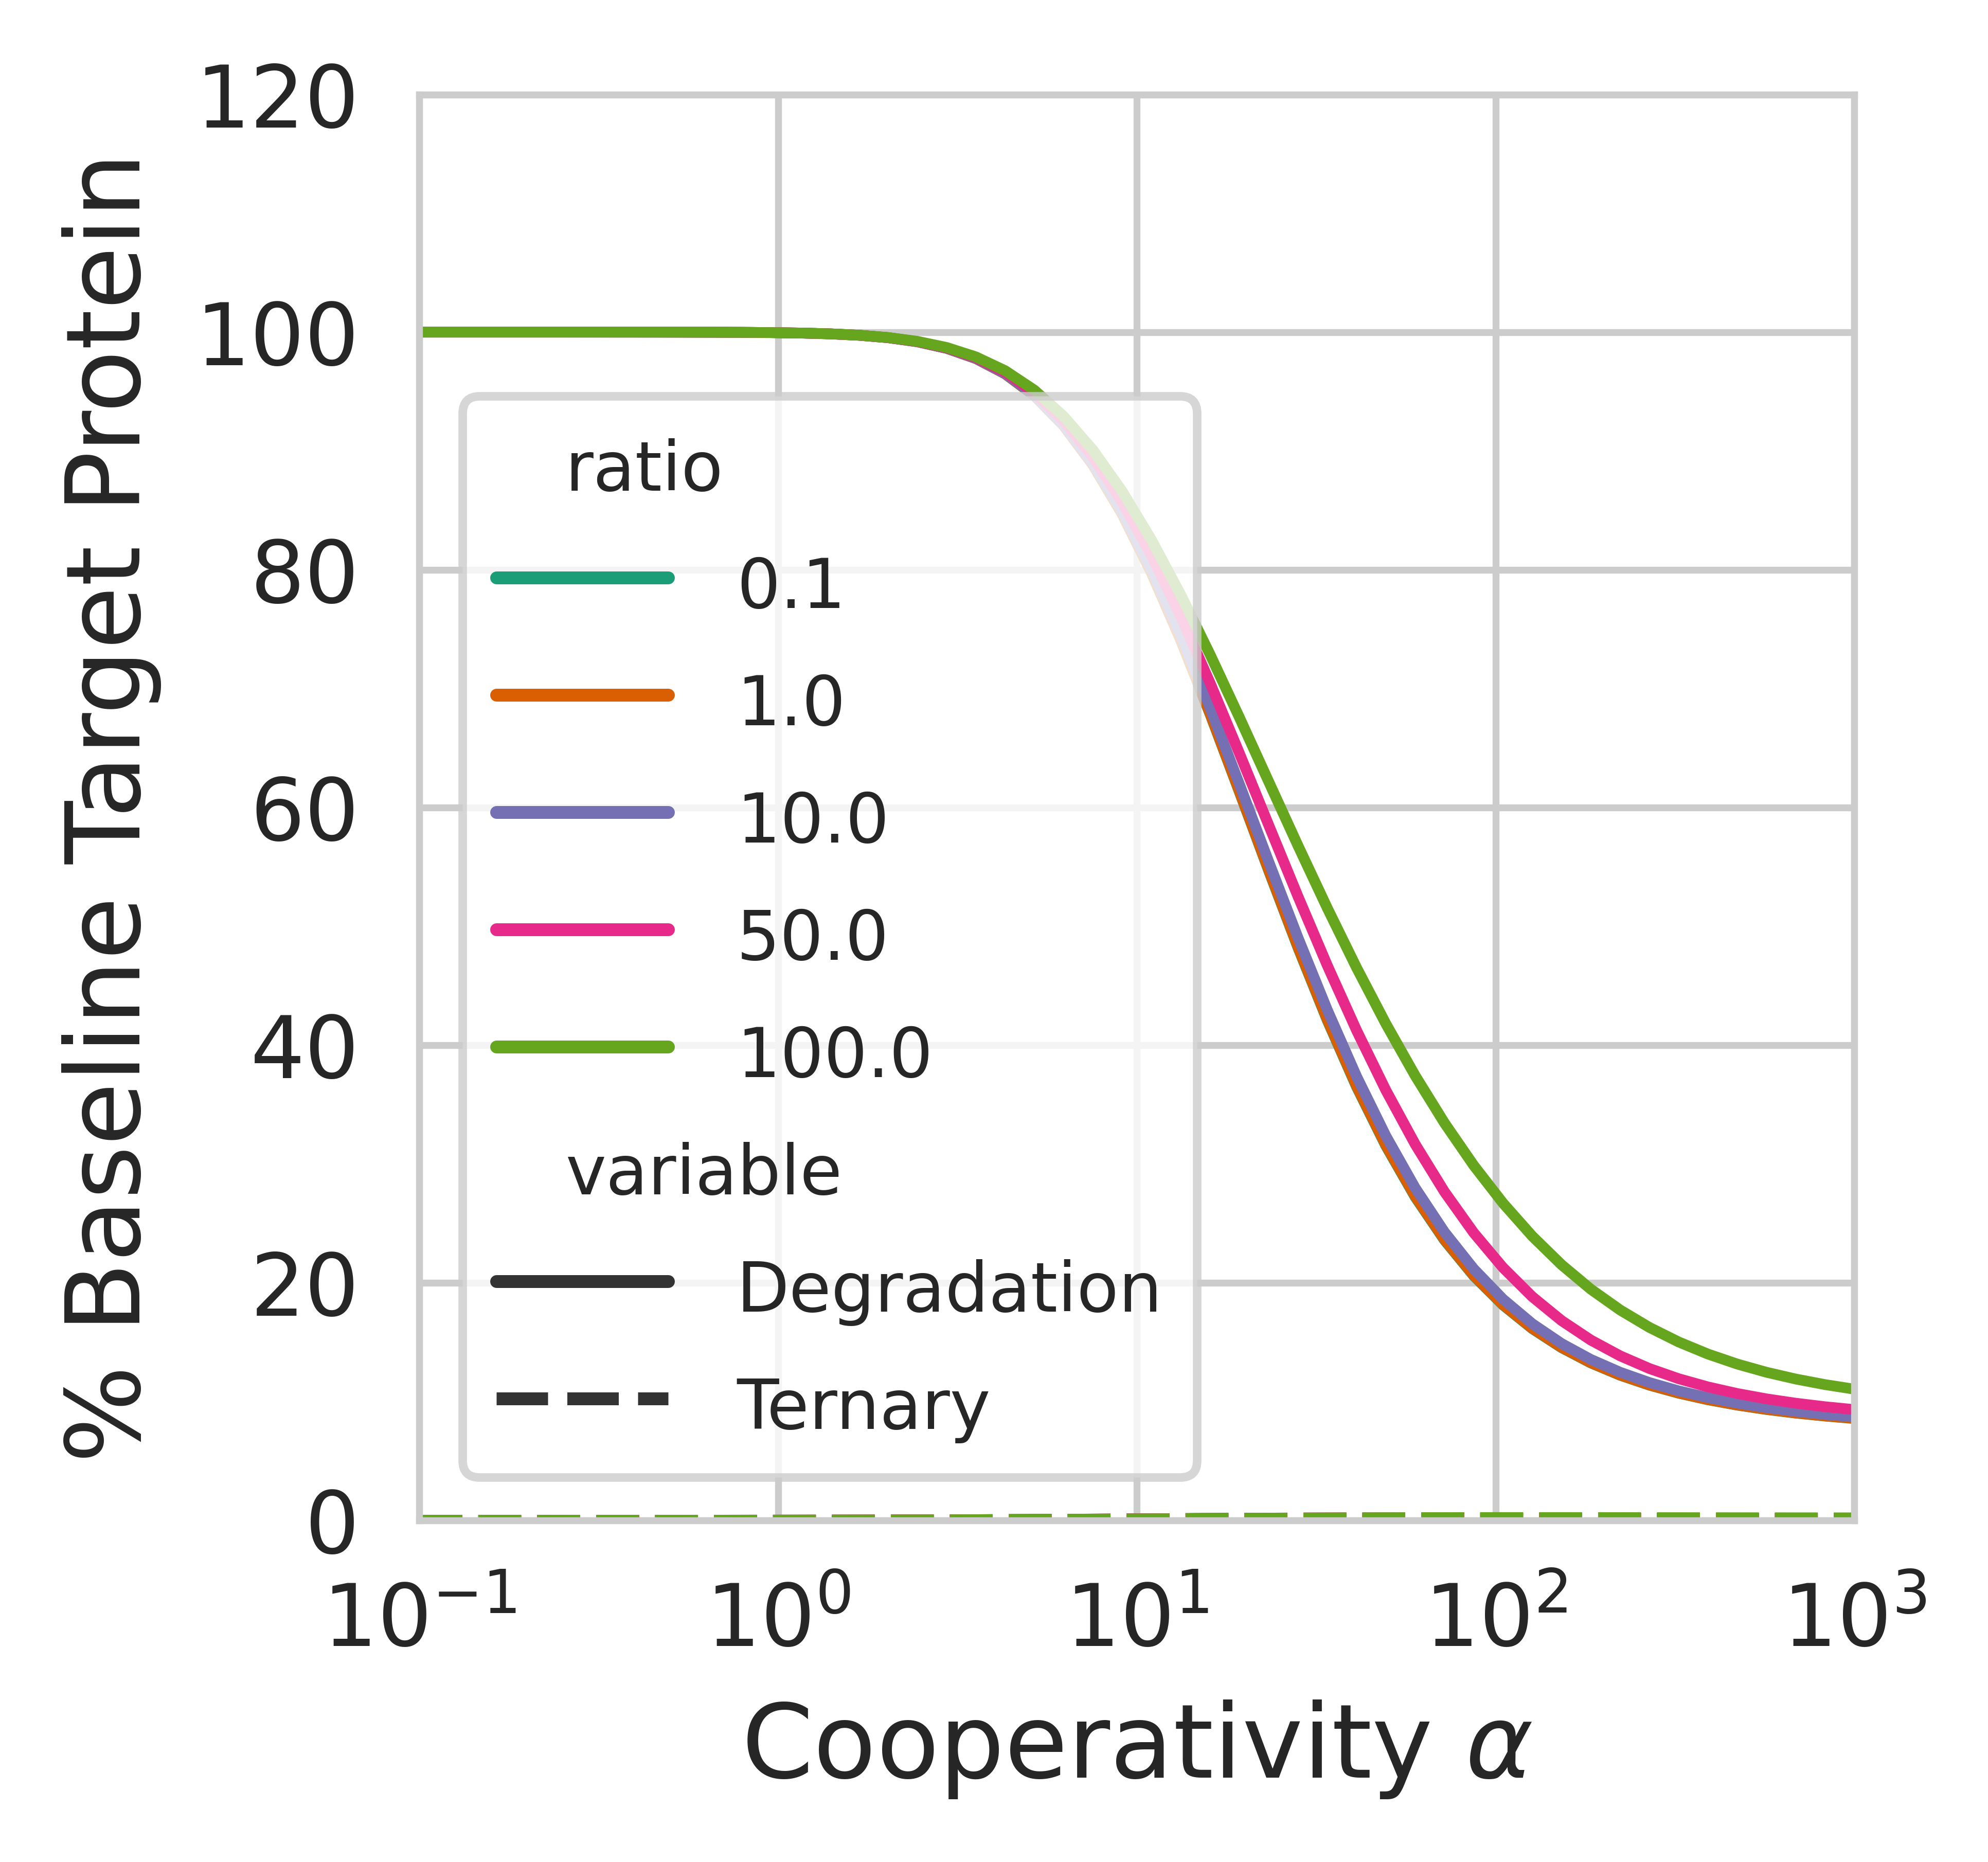 % Baseline Target Protein
120
100
80
60
40
20
0
ratio
0.1
1.0
10.0
50.0
100.0
variable
Degradation
Ternary
10⁻¹ 10⁰ 10¹ 10² 10³
Cooperativity α